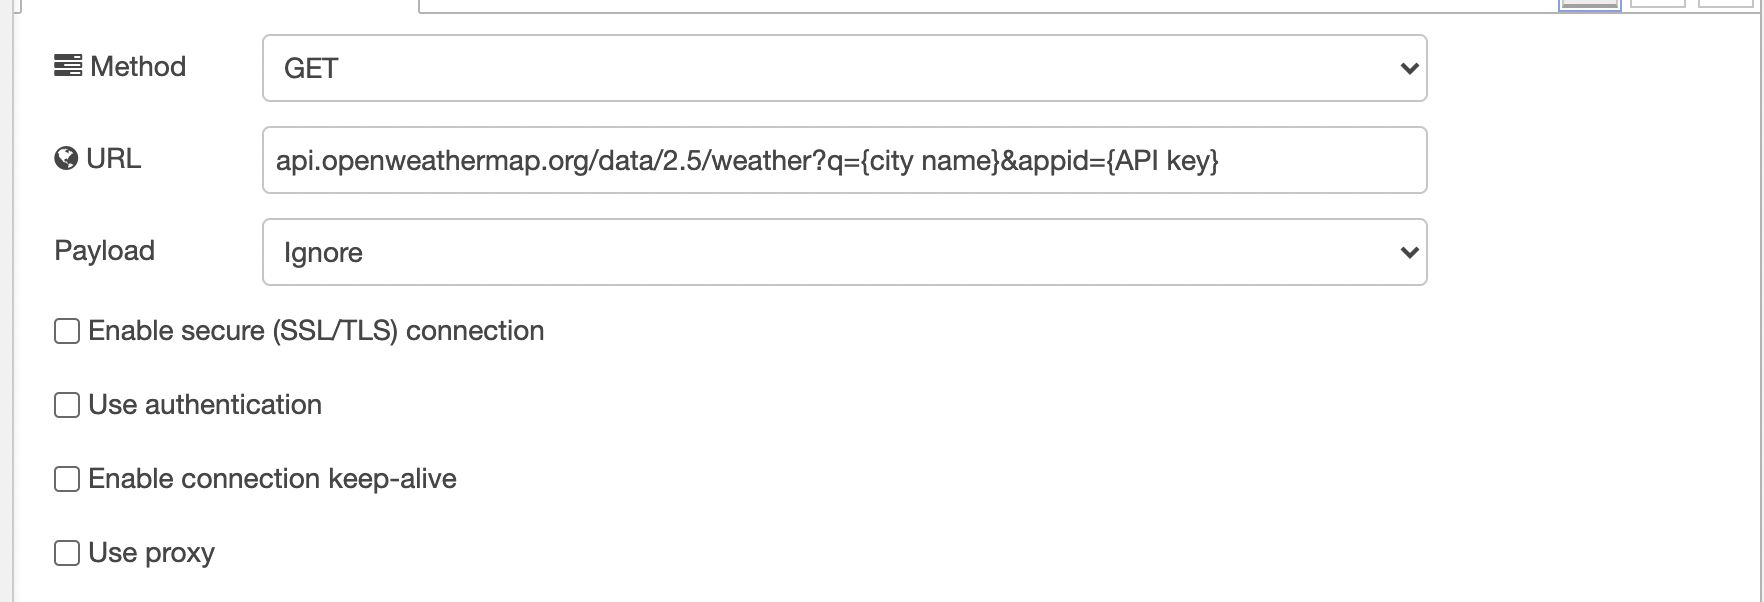 Method
GET
URL
api.openweathermap.org/data/2.5/weather?q={city name}&appid={API key}
Payload
Ignore
Enable secure (SSL/TLS) connection
Use authentication
Enable connection keep-alive
Use proxy